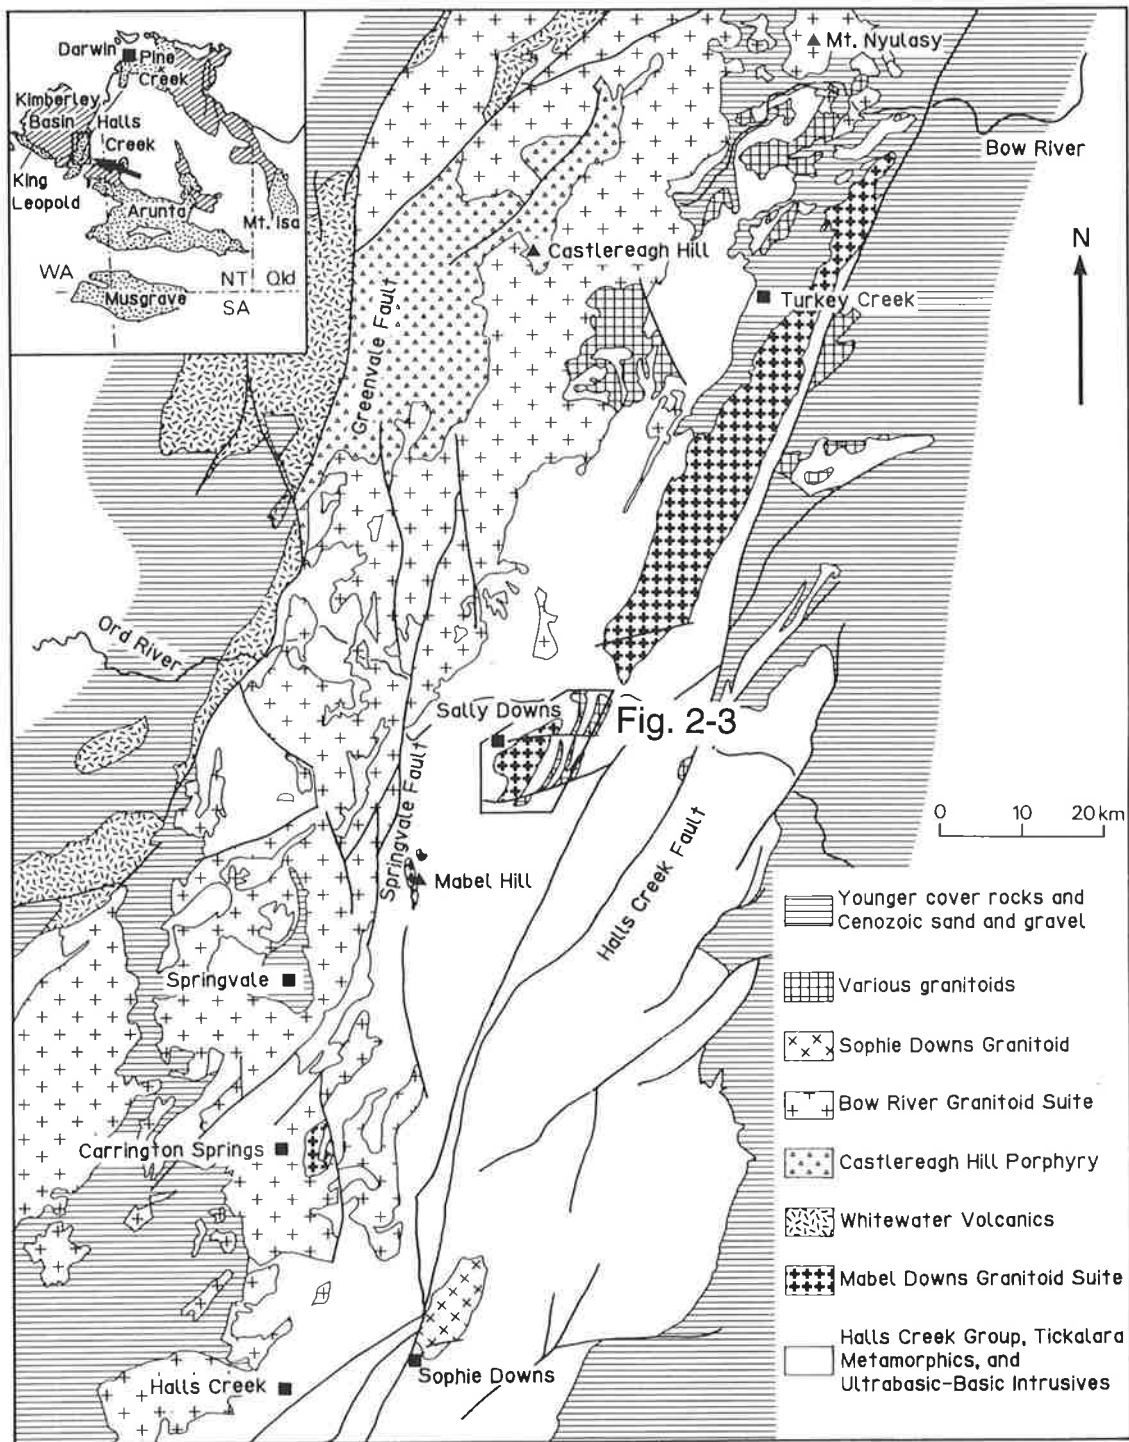 Darwin
Pine
Creek
Kimberley
Basin
Halls
Creek
King
Leopold
Arunta
Mt. Isa
WA
NT
Qld
Musgrave
SA
Mt. Nyulasy
Bow River
Castlereagh Hill
N
Turkey Creek
Greenvale Fault
Ord River
Sally Downs
Fig. 2-3
Springvale Fault
Mabel Hill
Halls Creek Fault
0 10 20 km
Springvale
Carrington Springs
Halls Creek
Sophie Downs
Younger cover rocks and
Cenozoic sand and gravel
Various granitoids
Sophie Downs Granitoid
Bow River Granitoid Suite
Castlereagh Hill Porphyry
Whitewater Volcanics
Mabel Downs Granitoid Suite
Halls Creek Group, Tickalara
Metamorphics, and
Ultrabasic-Basic Intrusives